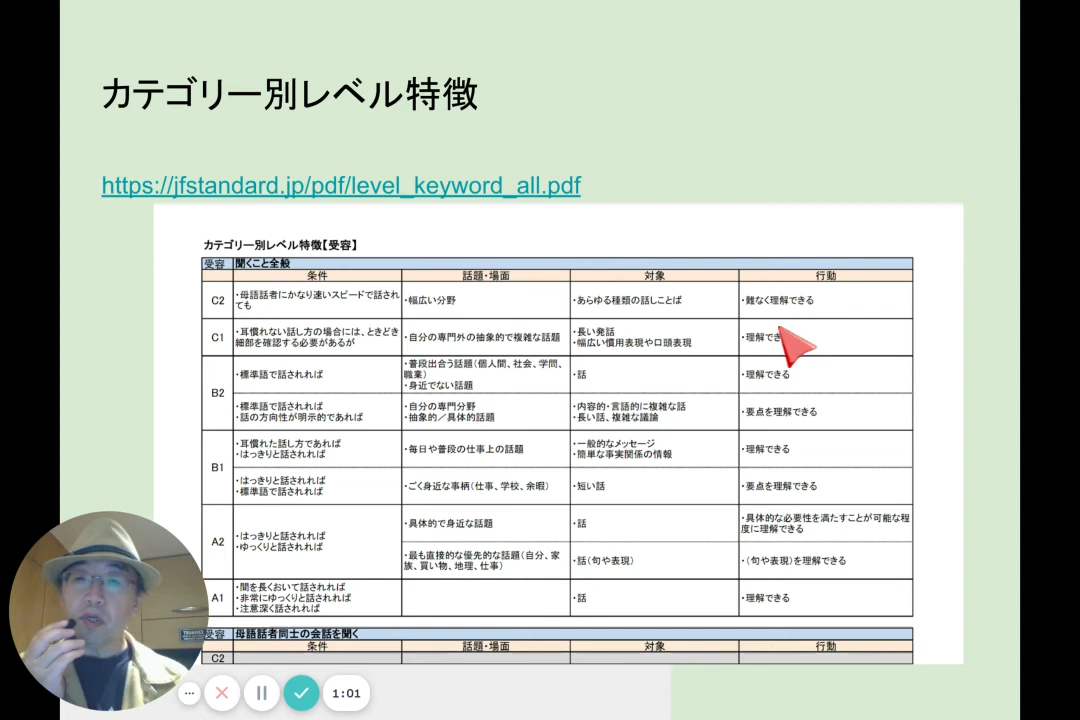 カテゴリー別レベル特徴
https://jfstandard.jp/pdf/level_keyword_all.pdf
カテゴリー別レベル特徴【受容】
受容 聞くこと全般
条件 話題・場面 対象 行動
C2
・母語話者にかなり速いスピードで話され
ても
・幅広い分野
・あらゆる種類の話しことば
・難なく理解できる
C1
・耳慣れない話し方の場合には、ときどき
細部を確認する必要があるが
・自分の専門外の抽象的で複雑な話題
・長い発話
・幅広い慣用表現や口頭表現
・理解でき
B2
・標準語で話されれば
・普段出合う話題(個人間、社会、学問、
職業)
・身近でない話題
・話
・理解できる
・標準語で話されれば
・話の方向性が明示的であれば
・自分の専門分野
・抽象的／具体的話題
・内容的・言語的に複雑な話
・長い話、複雑な議論
・要点を理解できる
B1
・耳慣れた話し方であれば
・はっきりと話されれば
・毎日や普段の仕事上の話題
・一般的なメッセージ
・簡単な事実関係の情報
・理解できる
・はっきりと話されれば
・標準語で話されれば
・ごく身近な事柄(仕事、学校、余暇)
・短い話
・要点を理解できる
A2
・はっきりと話されれば
・ゆっくりと話されれば
・具体的で身近な話題
・話
・具体的な必要性を満たすことが可能な程
度に理解できる
・最も直接的な優先的な話題(自分、家
族、買い物、地理、仕事)
・話(句や表現)
・(句や表現)を理解できる
A1
・間を長くおいて話されれば
・非常にゆっくりと話されれば
・注意深く話されれば
・話
・理解できる
受容 母語話者同士の会話を聞く
条件 話題・場面 対象 行動
C2
1:01